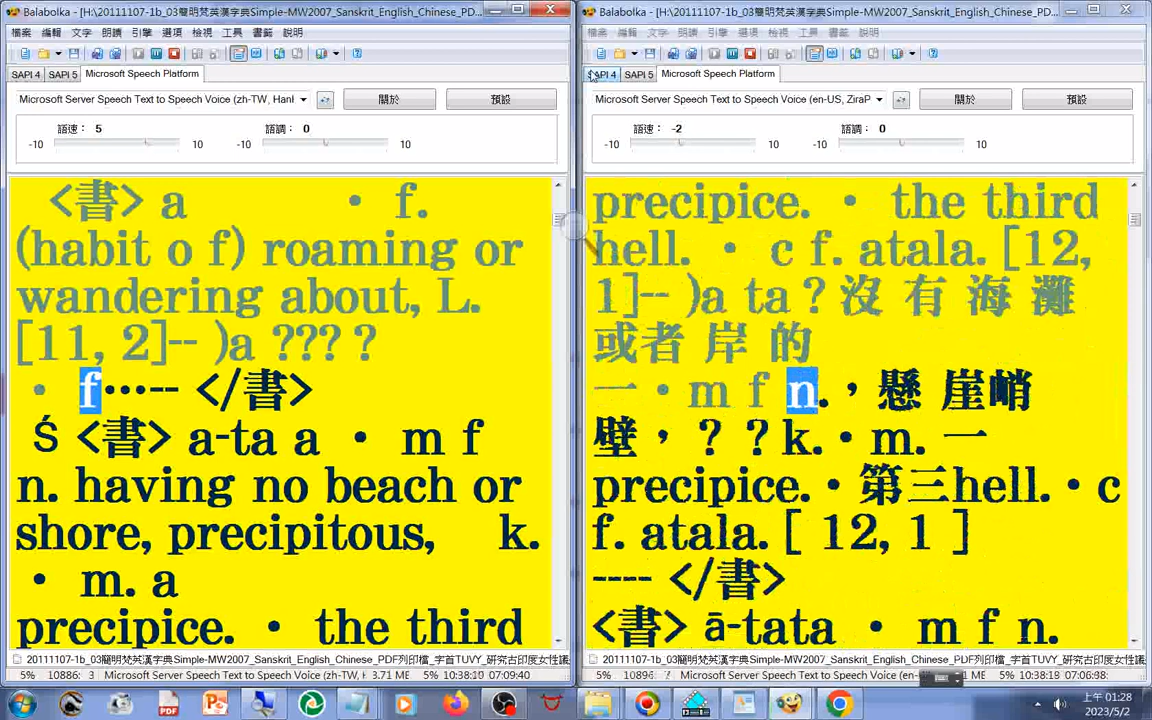 Balabolka - [H:\20111107-1b_03簡明梵英漢字典Simple-MW2007_Sanskrit_English_Chinese_PD...
檔案 編輯 文字 朗讀 引擎 選項 檢視 工具 書籤 說明
SAPI 4 SAPI 5 Microsoft Speech Platform
Microsoft Server Speech Text to Speech Voice (zh-TW, Hanl
關於 預設
語速： 5 語調： 0
-10 10 -10 10
<書> a • f.
(habit o f) roaming or
wandering about, L.
[11, 2]-- )a ??? ?
• f…-- </書>
Ś <書> a-ta a • m f
n. having no beach or
shore, precipitous, k.
• m. a
precipice. • the third
20111107-1b_03簡明梵英漢字典Simple-MW2007_Sanskrit_English_Chinese_PDF列印檔_字首TUVY_研究古印度女性議
5% 10886: 3 Microsoft Server Speech Text to Speech Voice (zh-TW, H 3.71 ME 5% 10:38:19 07:09:40
Balabolka - [H:\20111107-1b_03簡明梵英漢字典Simple-MW2007_Sanskrit_English_Chinese_PD...
檔案 編輯 文字 朗讀 引擎 選項 檢視 工具 書籤 說明
SAPI 4 SAPI 5 Microsoft Speech Platform
Microsoft Server Speech Text to Speech Voice (en-US, ZiraP
關於 預設
語速： -2 語調： 0
-10 10 -10 10
precipice. • the third
hell. • c f. atala. [12,
1]-- )a ta ? 沒 有 海 灘
或者 岸 的
一 • m f n. , 懸 崖峭
壁 , ? ? k. • m. 一
precipice. • 第三hell. • c
f. atala. [ 12, 1 ]
---- </書>
<書> ā-tata • m f n.
20111107-1b_03簡明梵英漢字典Simple-MW2007_Sanskrit_English_Chinese_PDF列印檔_字首TUVY_研究古印度女性議
5% 10896: ? Microsoft Server Speech Text to Speech Voice (en- 5% 10:38:18 07:06:38
上午 01:28
2023/5/2